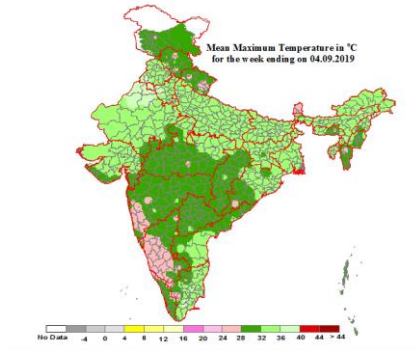 Mean Maximum Temperature in °C
for the week ending on 04.09.2019
No Data -4 0 4 8 12 16 20 24 28 32 36 40 44 > 44